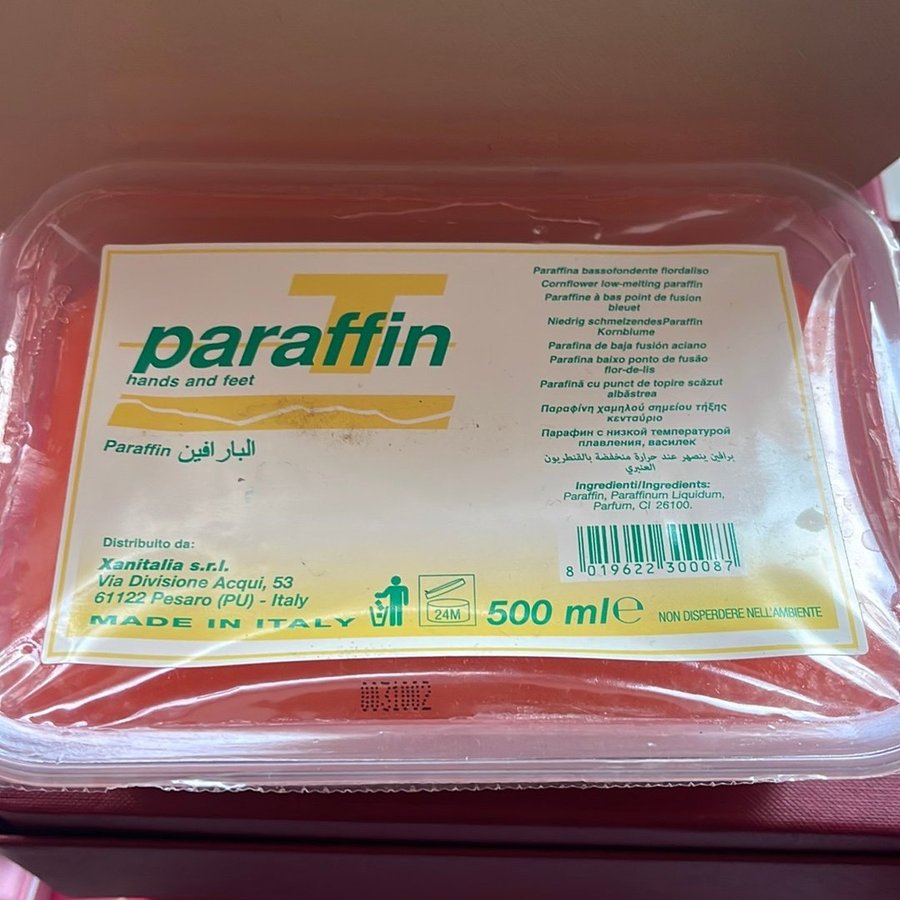 T
paraffin
hands and feet
Paraffin البارافين
Distribuito da:
Xanitalia s.r.l.
Via Divisione Acqui, 53
61122 Pesaro (PU) - Italy
MADE IN ITALY
24M
500 ml e
NON DISPERDERE NELL'AMBIENTE
Paraffina bassofondente fiordaliso
Cornflower low-melting paraffin
Paraffine à bas point de fusion
bleuet
Niedrig schmelzendesParaffin
Kornblume
Parafina de baja fusión aciano
Parafina baixo ponto de fusão
flor-de-lis
Parafină cu punct de topire scăzut
albăstrea
Παραφίνη χαμηλού σημείου τήξης
κενταύριο
Парафин с низкой температурой
плавления, василек
برافين ينصهر عند حرارة منخفضة بالقنطريون
العنبري
Ingredienti/Ingredients:
Paraffin, Paraffinum Liquidum,
Parfum, CI 26100.
8 019622 300087
0031002